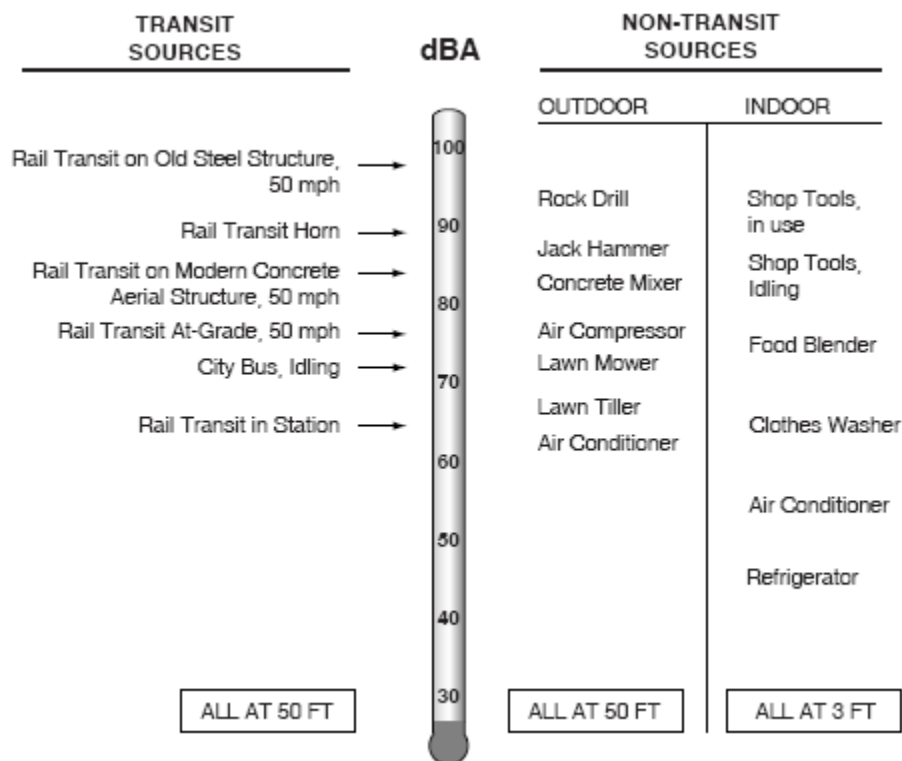 TRANSIT
SOURCES
dBA
NON-TRANSIT
SOURCES
OUTDOOR
INDOOR
Rail Transit on Old Steel Structure,
50 mph
Rail Transit Horn
Rail Transit on Modern Concrete
Aerial Structure, 50 mph
Rail Transit At-Grade, 50 mph
City Bus, Idling
Rail Transit in Station
ALL AT 50 FT
100
90
80
70
60
50
40
30
Rock Drill
Jack Hammer
Concrete Mixer
Air Compressor
Lawn Mower
Lawn Tiller
Air Conditioner
ALL AT 50 FT
Shop Tools,
in use
Shop Tools,
Idling
Food Blender
Clothes Washer
Air Conditioner
Refrigerator
ALL AT 3 FT